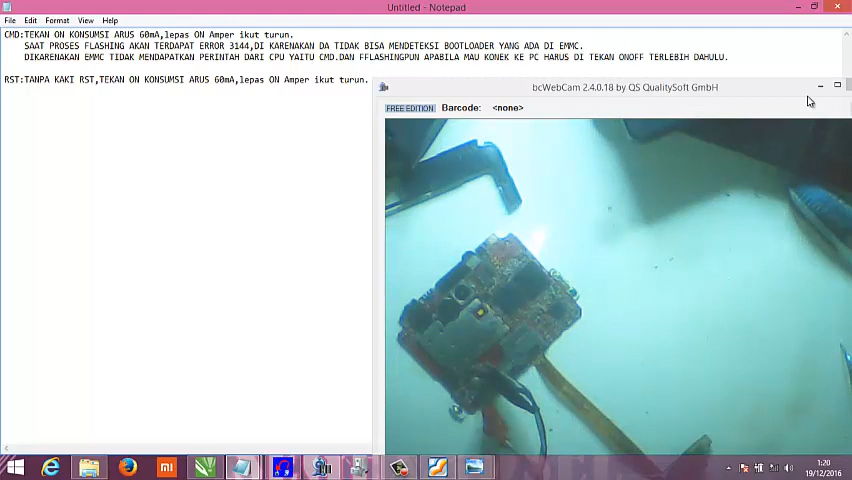 Untitled - Notepad
File Edit Format View Help
CMD:TEKAN ON KONSUMSI ARUS 60mA,lepas ON Amper ikut turun.
SAAT PROSES FLASHING AKAN TERDAPAT ERROR 3144,DI KARENAKAN DA TIDAK BISA MENDETEKSI BOOTLOADER YANG ADA DI EMMC.
DIKARENAKAN EMMC TIDAK MENDAPATKAN PERINTAH DARI CPU YAITU CMD.DAN FFLASHINGPUN APABILA MAU KONEK KE PC HARUS DI TEKAN ONOFF TERLEBIH DAHULU.
RST:TANPA KAKI RST,TEKAN ON KONSUMSI ARUS 60mA,lepas ON Amper ikut turun.
bcWebCam 2.4.0.18 by QS QualitySoft GmbH
FREE EDITION Barcode: <none>
mi
1:20
19/12/2016